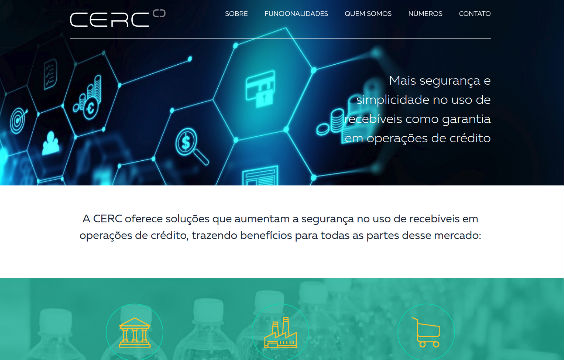 CERC
SOBRE FUNCIONALIDADES QUEM SOMOS NÚMEROS CONTATO
Mais segurança e
simplicidade no uso de
recebíveis como garantia
em operações de crédito
A CERC oferece soluções que aumentam a segurança no uso de recebíveis em
operações de crédito, trazendo benefícios para todas as partes desse mercado: